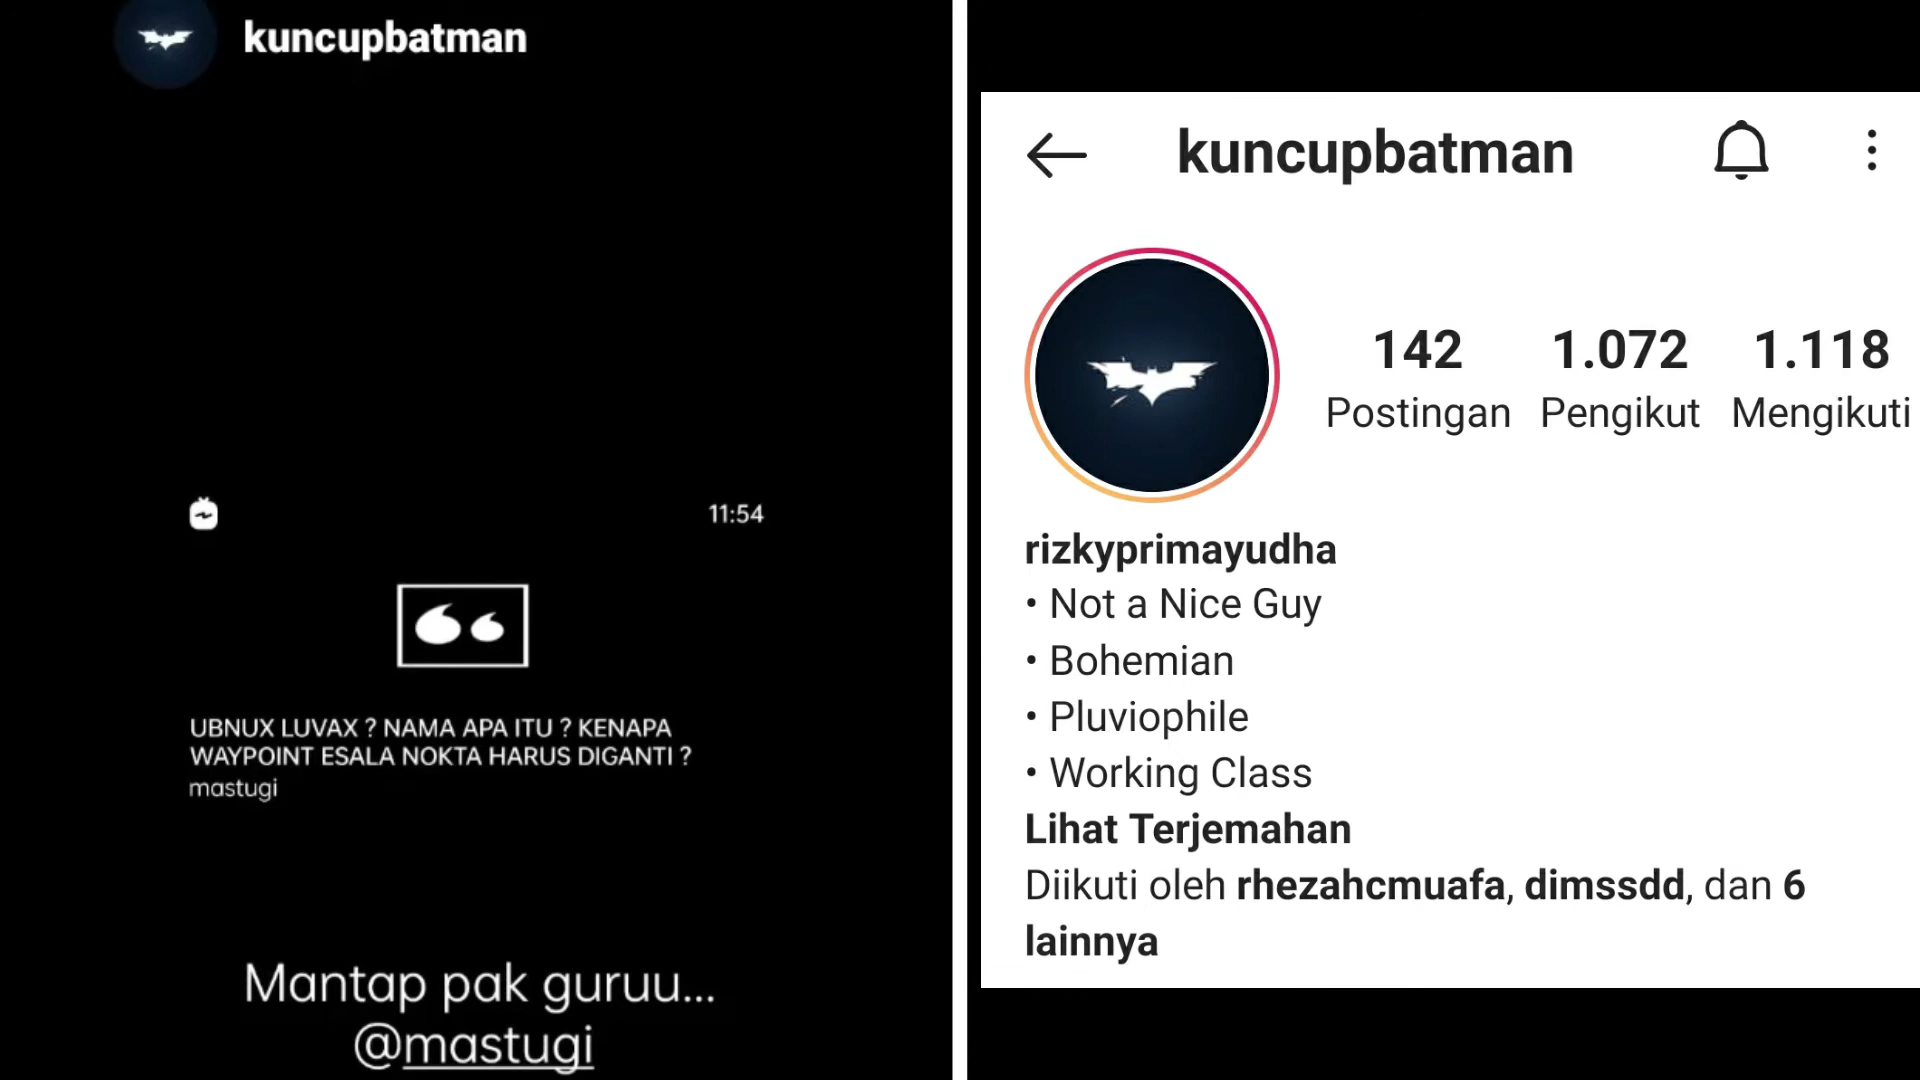 kuncupbatman
11:54
UBNUX LUVAX ? NAMA APA ITU ? KENAPA
WAYPOINT ESALA NOKTA HARUS DIGANTI ?
mastugi
Mantap pak guruu...
@mastugi
kuncupbatman
142
Postingan
1.072
Pengikut
1.118
Mengikuti
rizkyprimayudha
• Not a Nice Guy
• Bohemian
• Pluviophile
• Working Class
Lihat Terjemahan
Diikuti oleh rhezahcmuafa, dimssdd, dan 6
lainnya